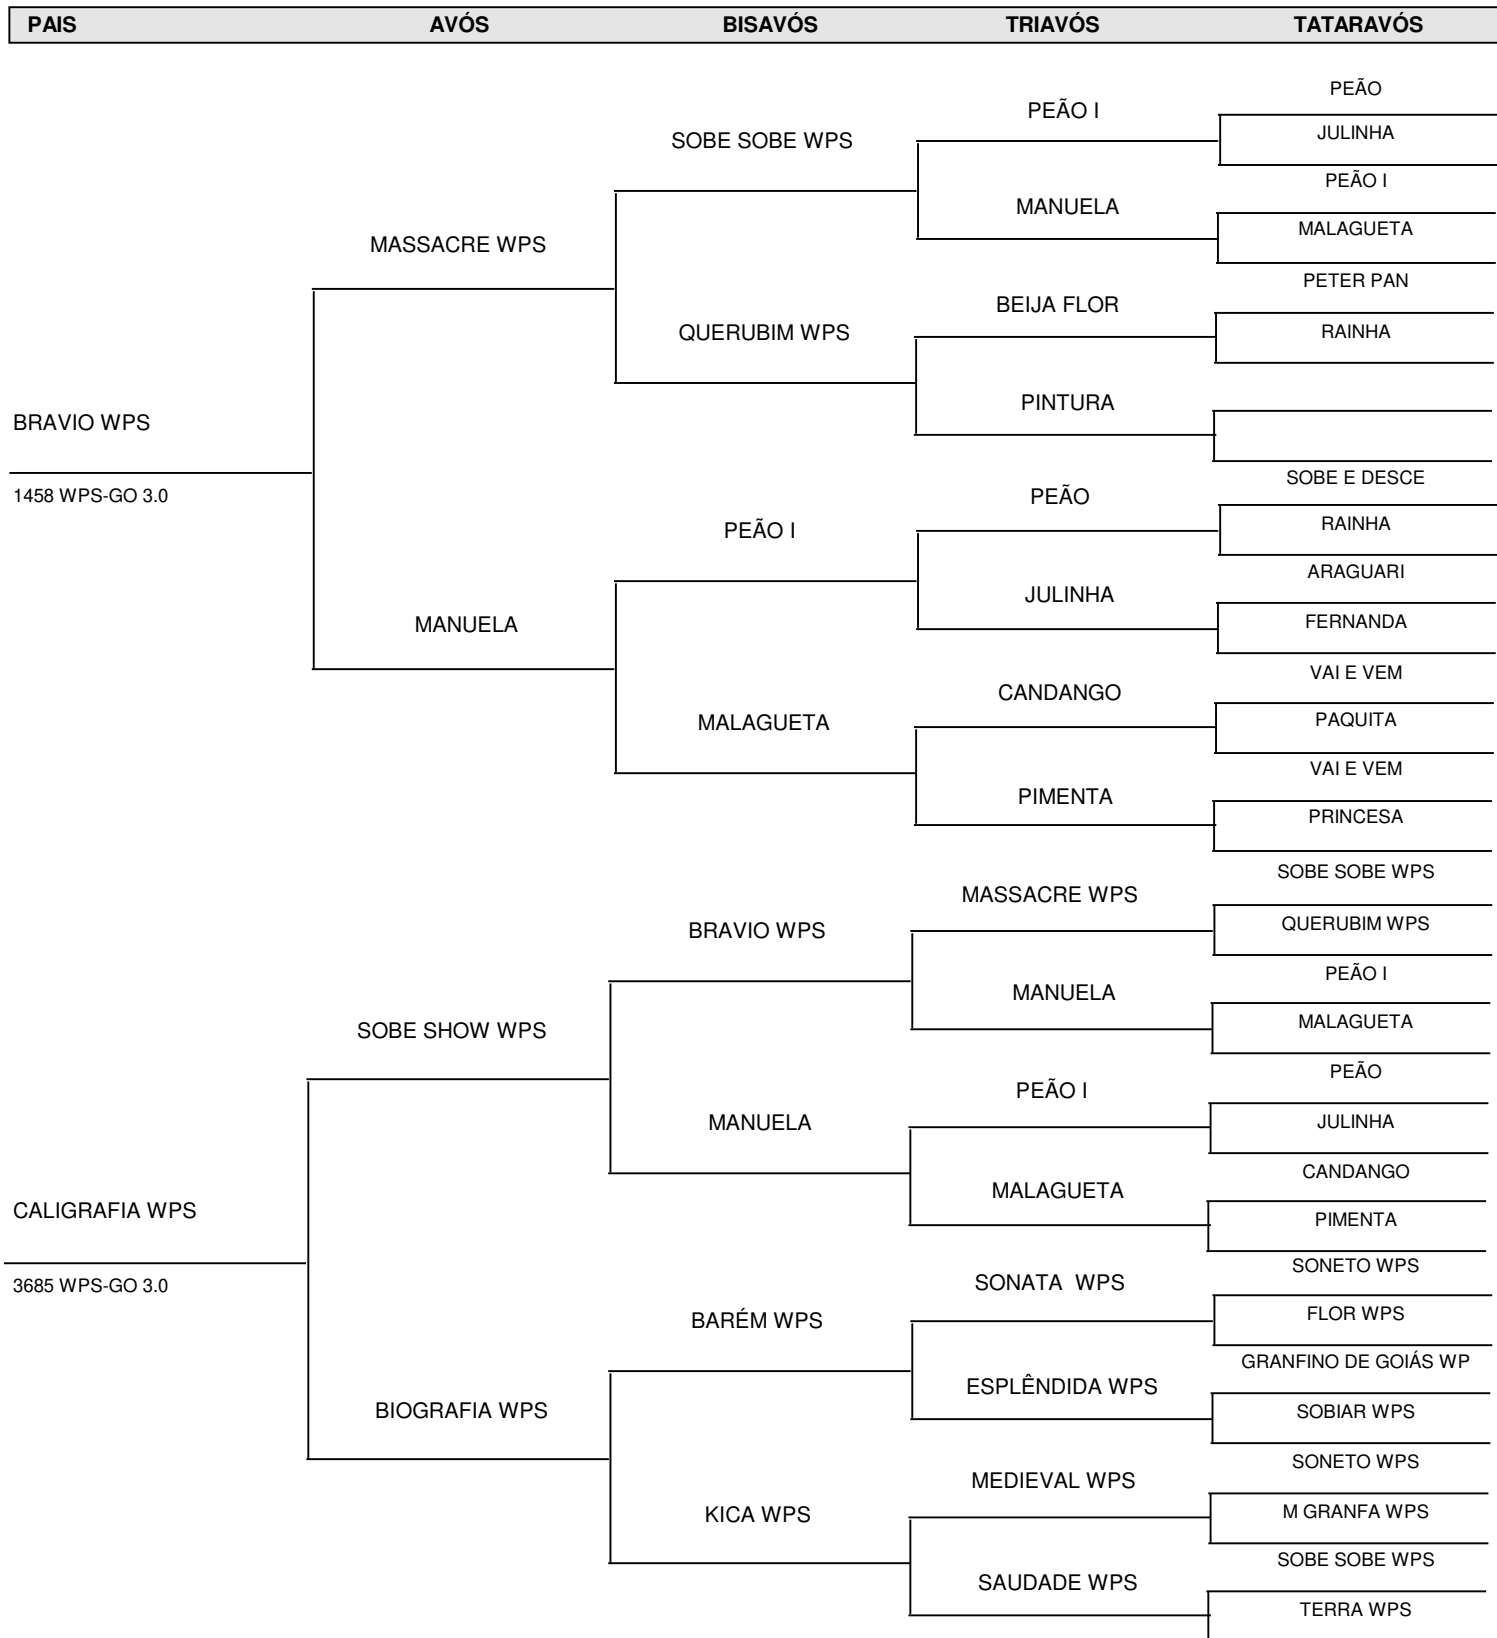 PAIS AVÓS BISAVÓS TRIAVÓS TATARAVÓS
PEÃO
PEÃO I
JULINHA
SOBE SOBE WPS
PEÃO I
MANUELA
MALAGUETA
MASSACRE WPS
PETER PAN
BEIJA FLOR
QUERUBIM WPS
RAINHA
PINTURA
BRAVIO WPS
SOBE E DESCE
1458 WPS-GO 3.0
PEÃO
PEÃO I
RAINHA
ARAGUARI
JULINHA
MANUELA
FERNANDA
VAI E VEM
CANDANGO
MALAGUETA
PAQUITA
VAI E VEM
PIMENTA
PRINCESA
SOBE SOBE WPS
MASSACRE WPS
BRAVIO WPS
QUERUBIM WPS
PEÃO I
MANUELA
SOBE SHOW WPS
MALAGUETA
PEÃO
PEÃO I
MANUELA
JULINHA
CANDANGO
MALAGUETA
CALIGRAFIA WPS
PIMENTA
SONETO WPS
3685 WPS-GO 3.0
SONATA WPS
BARÉM WPS
FLOR WPS
GRANFINO DE GOIÁS WP
ESPLÊNDIDA WPS
BIOGRAFIA WPS
SOBIAR WPS
SONETO WPS
MEDIEVAL WPS
KICA WPS
M GRANFA WPS
SOBE SOBE WPS
SAUDADE WPS
TERRA WPS